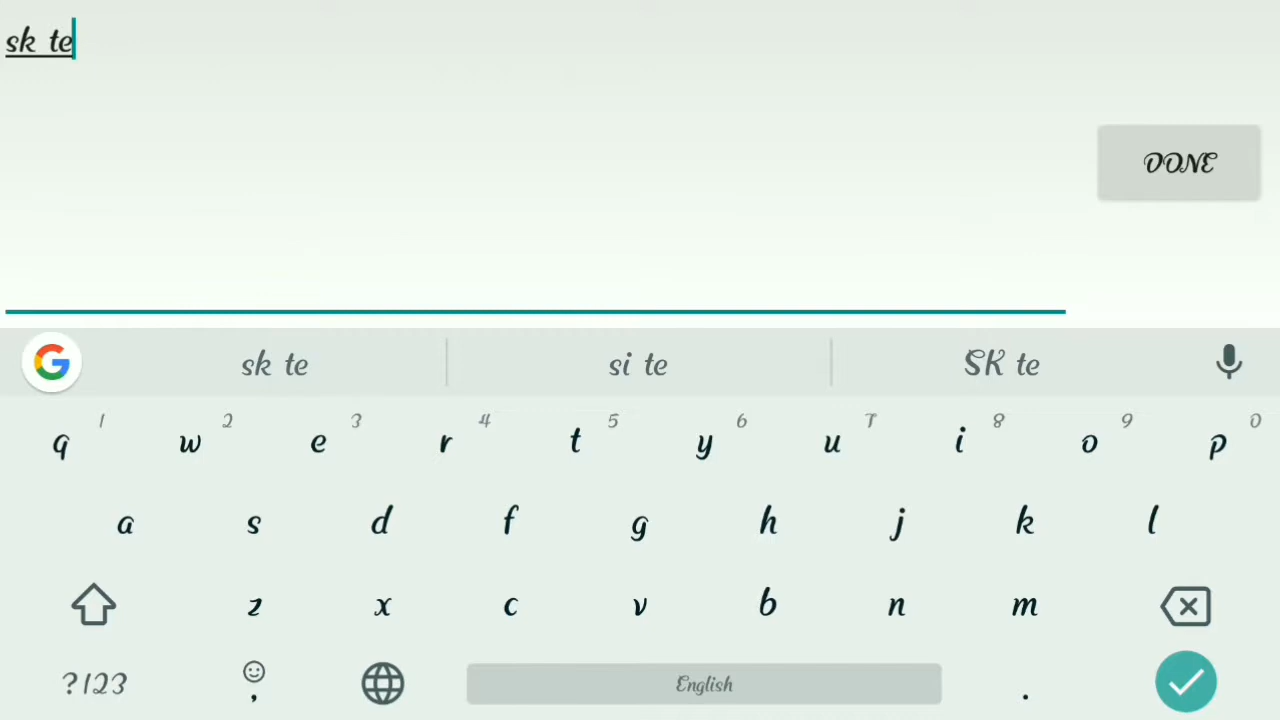 sk te
DONE
sk te si te SK te
1 2 3 4 5 6 7 8 9 0
q w e r t y u i o p
a s d f g h j k l
z x c v b n m
?123 , English .